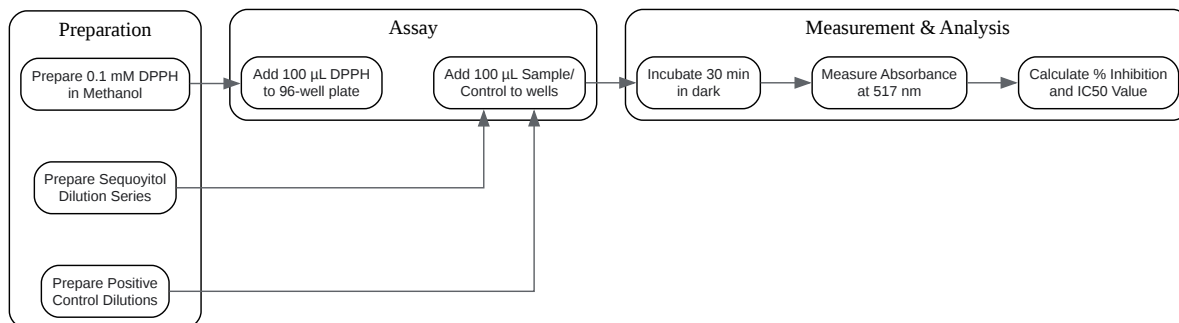 Preparation
Prepare 0.1 mM DPPH
in Methanol
Prepare Sequoyitol
Dilution Series
Prepare Positive
Control Dilutions
Assay
Add 100 µL DPPH
to 96-well plate
Add 100 µL Sample/
Control to wells
Measurement & Analysis
Incubate 30 min
in dark
Measure Absorbance
at 517 nm
Calculate % Inhibition
and IC50 Value